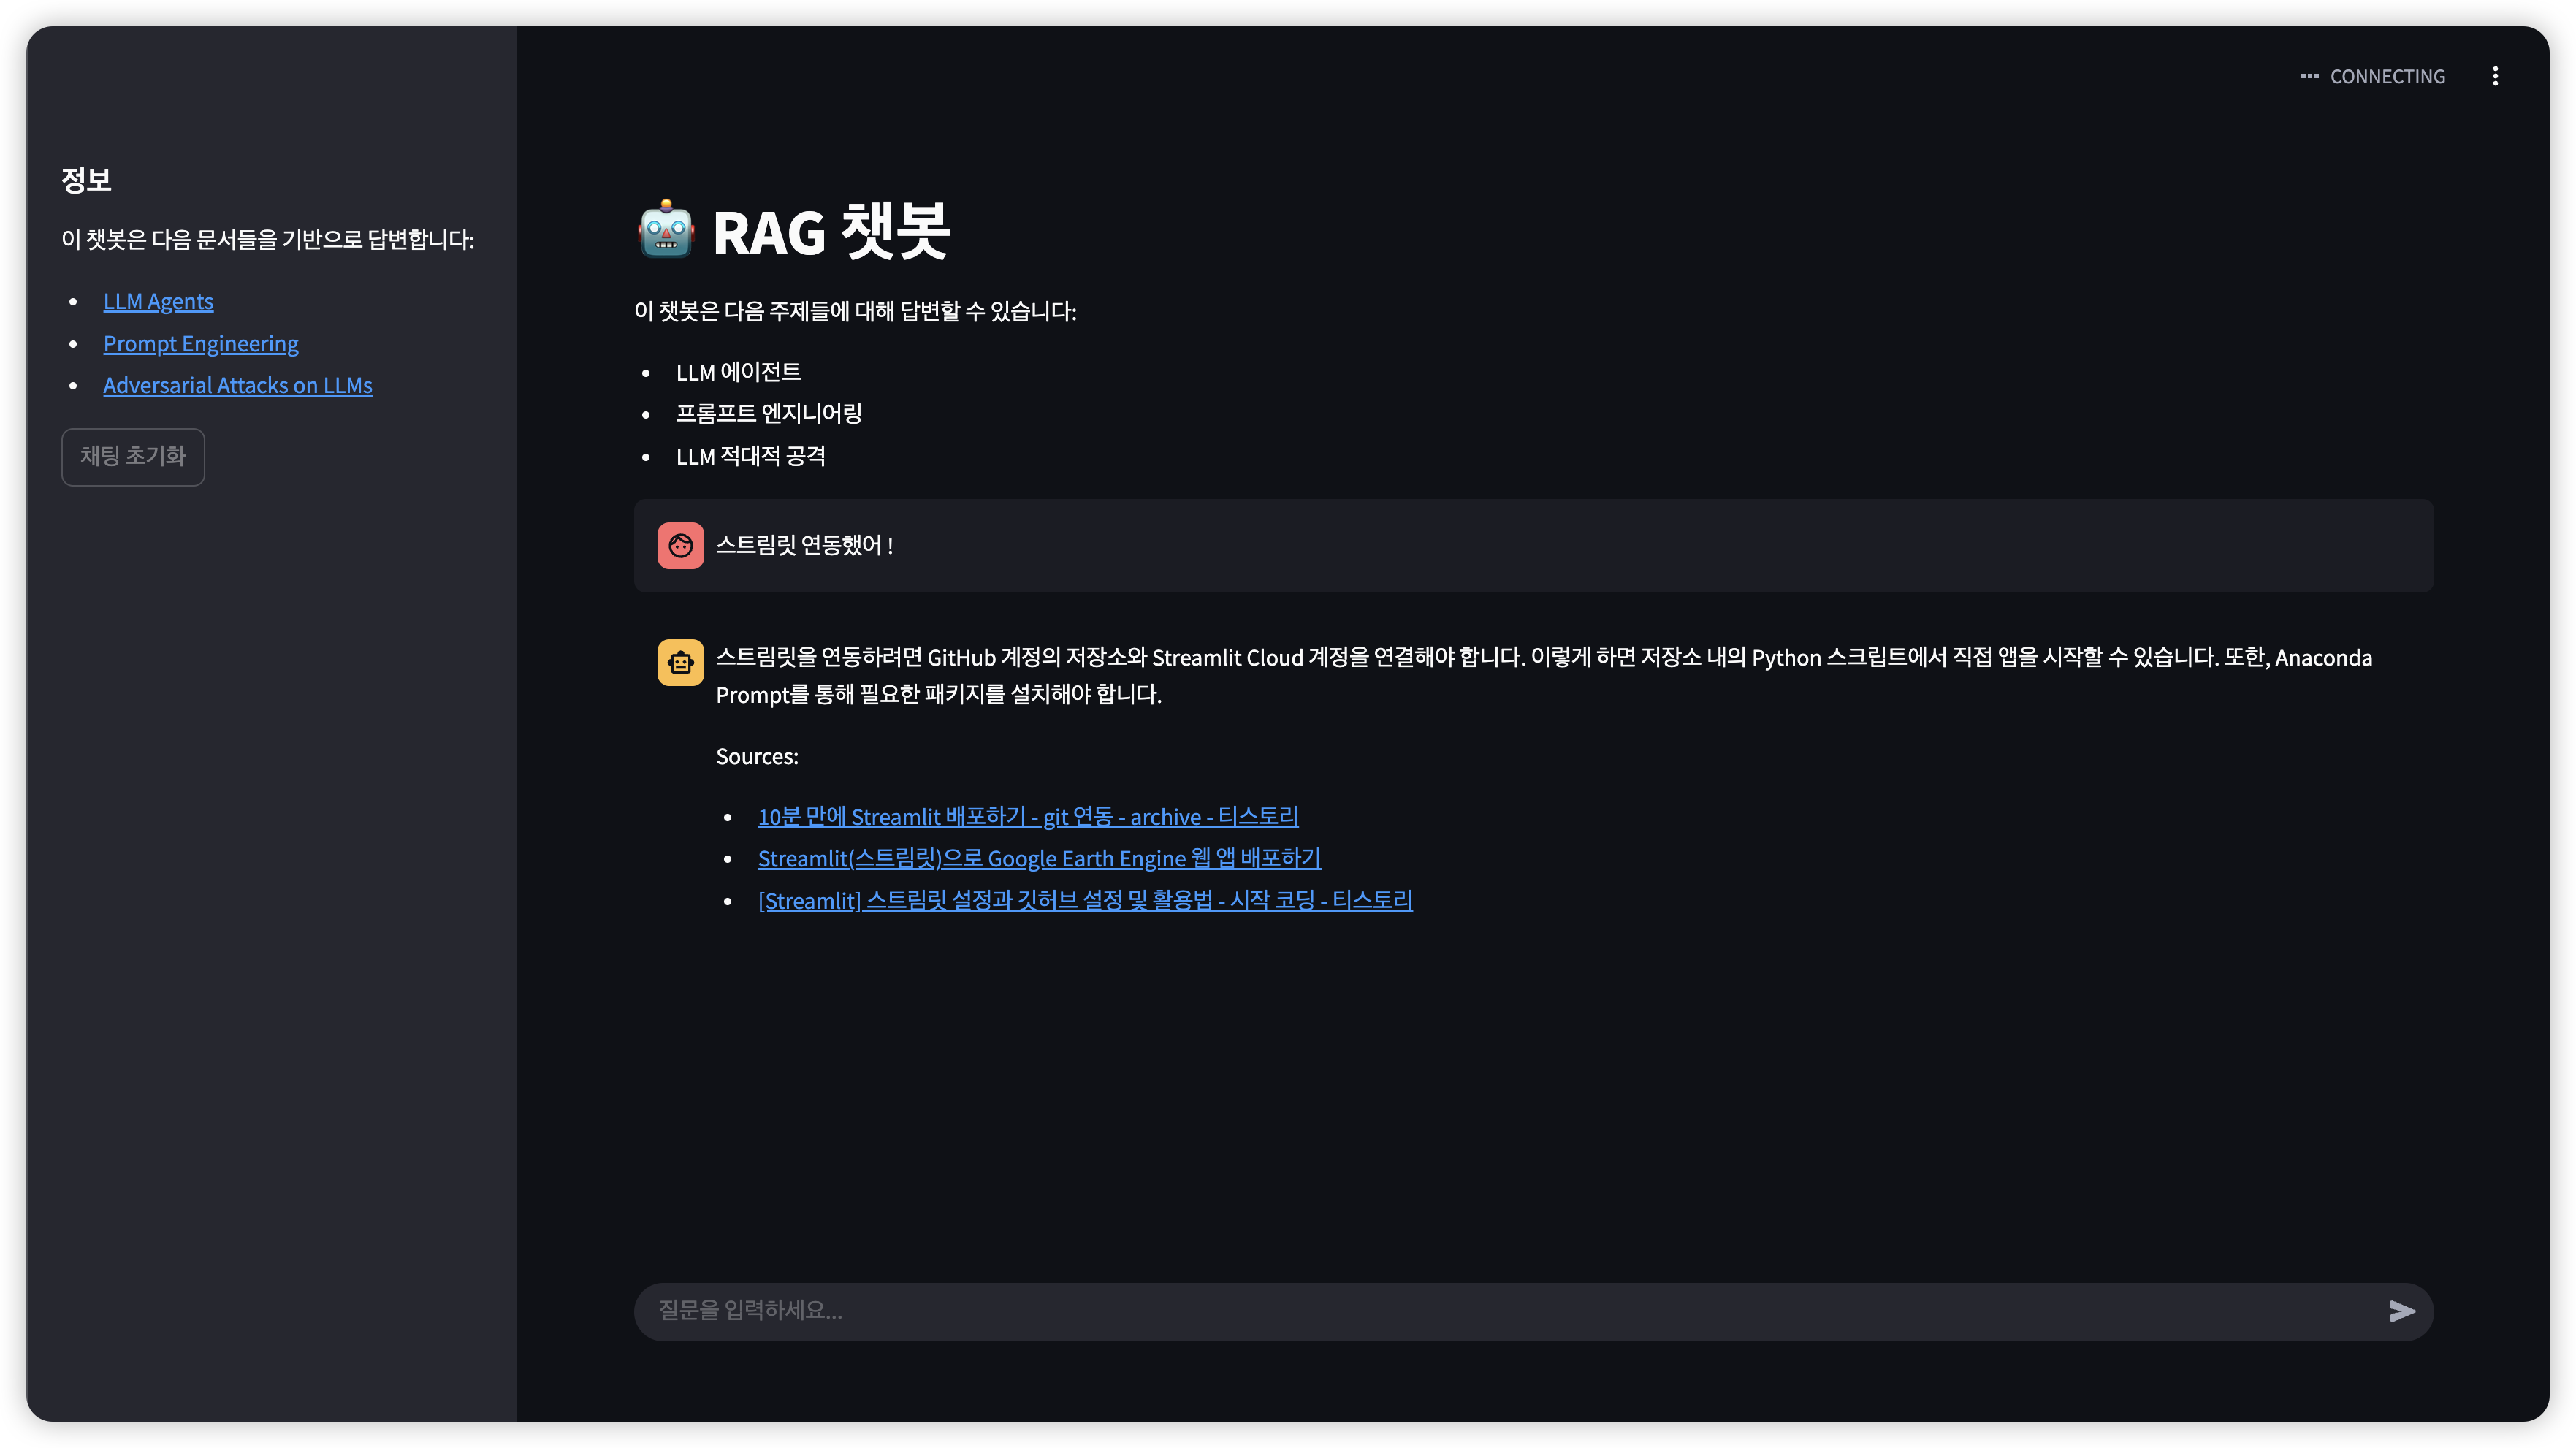 CONNECTING
정보
이 챗봇은 다음 문서들을 기반으로 답변합니다:
LLM Agents
Prompt Engineering
Adversarial Attacks on LLMs
채팅 초기화
RAG 챗봇
이 챗봇은 다음 주제들에 대해 답변할 수 있습니다:
LLM 에이전트
프롬프트 엔지니어링
LLM 적대적 공격
스트림릿 연동했어 !
스트림릿을 연동하려면 GitHub 계정의 저장소와 Streamlit Cloud 계정을 연결해야 합니다. 이렇게 하면 저장소 내의 Python 스크립트에서 직접 앱을 시작할 수 있습니다. 또한, Anaconda
Prompt를 통해 필요한 패키지를 설치해야 합니다.
Sources:
10분 만에 Streamlit 배포하기 - git 연동 - archive - 티스토리
Streamlit(스트림릿)으로 Google Earth Engine 웹 앱 배포하기
[Streamlit] 스트림릿 설정과 깃허브 설정 및 활용법 - 시작 코딩 - 티스토리
질문을 입력하세요...